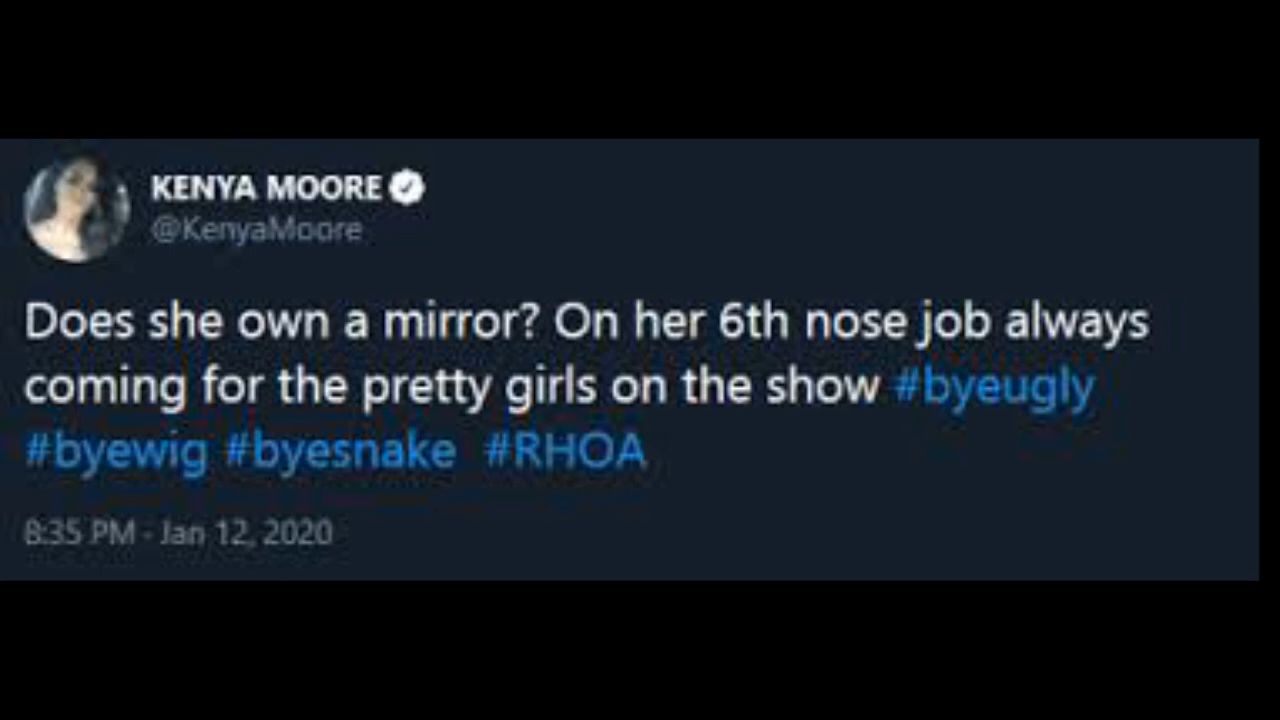 KENYA MOORE
@KenyaMoore
Does she own a mirror? On her 6th nose job always
coming for the pretty girls on the show #byeugly
#byewig #byesnake #RHOA
8:35 PM - Jan 12, 2020